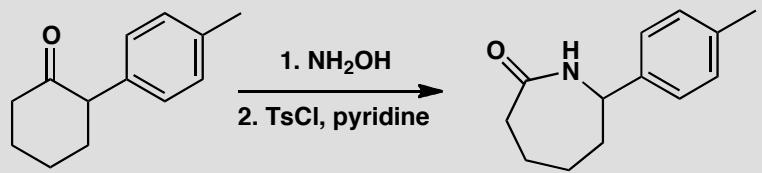 O
1. NH₂OH
2. TsCl, pyridine
O
H
N